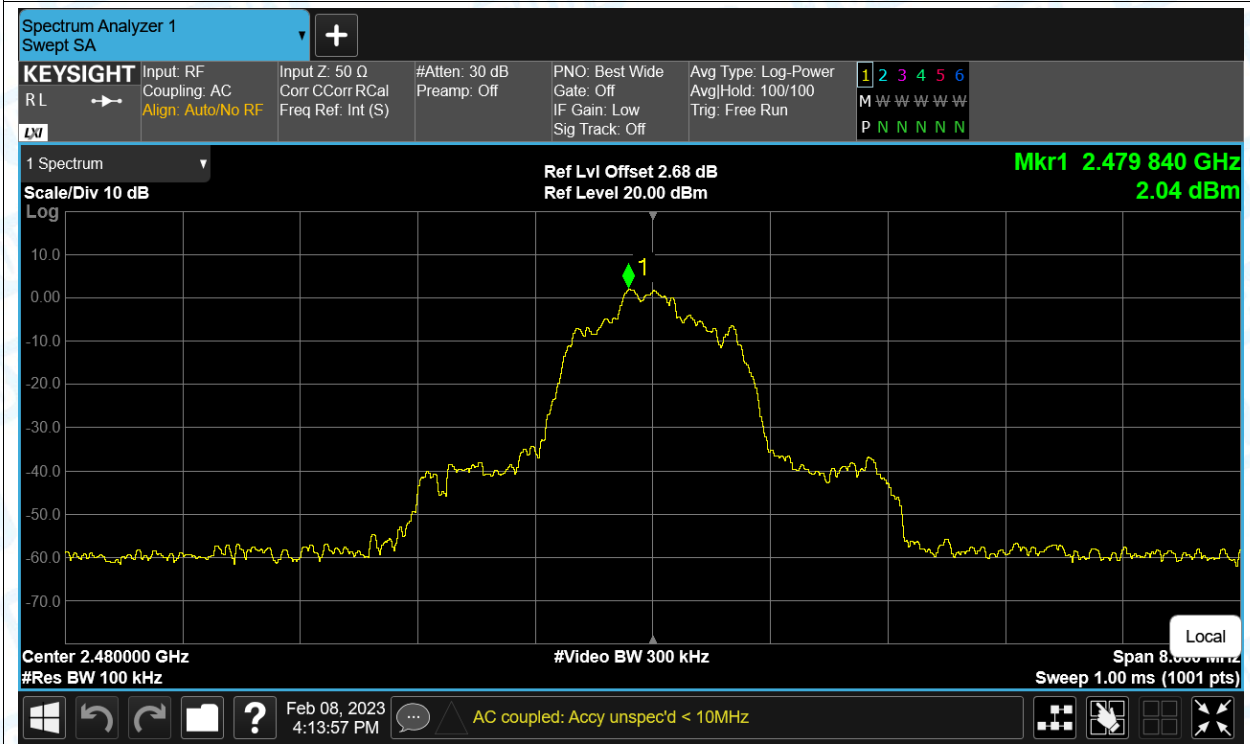 Spectrum Analyzer 1
Swept SA
KEYSIGHT
R L
LXI
Input: RF
Coupling: AC
Align: Auto/No RF
Input Z: 50 Ω
Corr CCorr RCal
Freq Ref: Int (S)
#Atten: 30 dB
Preamp: Off
PNO: Best Wide
Gate: Off
IF Gain: Low
Sig Track: Off
Avg Type: Log-Power
Avg|Hold: 100/100
Trig: Free Run
1 2 3 4 5 6
M W W W W W
P N N N N N
1 Spectrum
Scale/Div 10 dB
Log
Ref Lvl Offset 2.68 dB
Ref Level 20.00 dBm
Mkr1 2.479 840 GHz
2.04 dBm
1
10.0
0.00
-10.0
-20.0
-30.0
-40.0
-50.0
-60.0
-70.0
Local
Center 2.480000 GHz
#Video BW 300 kHz
Span 8.000 MHz
#Res BW 100 kHz
Sweep 1.00 ms (1001 pts)
?
Feb 08, 2023
4:13:57 PM
AC coupled: Accy unspec'd < 10MHz